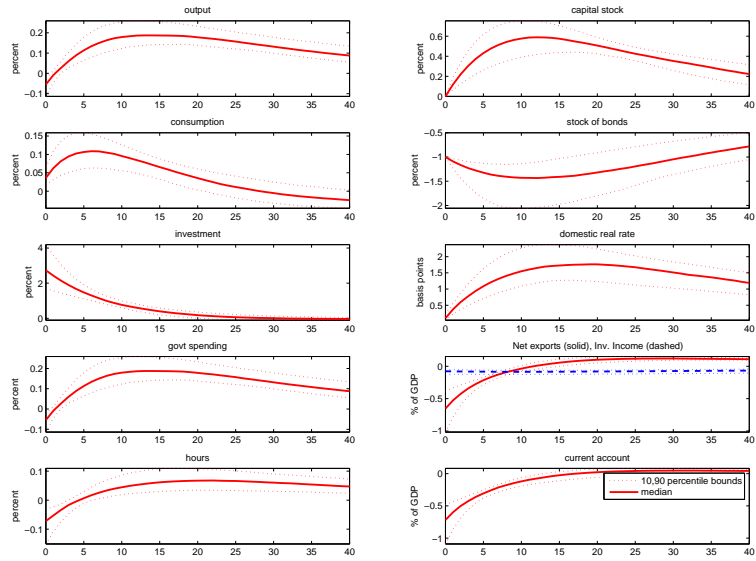 output
percent
0.2
0.1
0
−0.1
0 5 10 15 20 25 30 35 40
capital stock
percent
0.6
0.4
0.2
0
0 5 10 15 20 25 30 35 40
consumption
percent
0.15
0.1
0.05
0
0 5 10 15 20 25 30 35 40
stock of bonds
percent
−0.5
−1
−1.5
−2
0 5 10 15 20 25 30 35 40
investment
percent
4
2
0
0 5 10 15 20 25 30 35 40
domestic real rate
basis points
2
1.5
1
0.5
0
0 5 10 15 20 25 30 35 40
govt spending
percent
0.2
0.1
0
−0.1
0 5 10 15 20 25 30 35 40
Net exports (solid), Inv. Income (dashed)
% of GDP
0
−0.5
−1
0 5 10 15 20 25 30 35 40
hours
percent
0.1
0
−0.1
0 5 10 15 20 25 30 35 40
current account
% of GDP
0
−0.5
−1
0 5 10 15 20 25 30 35 40
10,90 percentile bounds
median